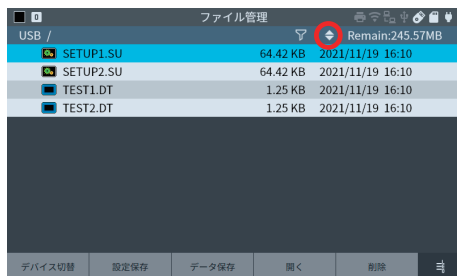 ファイル管理
USB / Remain:245.57MB
SETUP1.SU 64.42 KB 2021/11/19 16:10
SETUP2.SU 64.42 KB 2021/11/19 16:10
TEST1.DT 1.25 KB 2021/11/19 16:10
TEST2.DT 1.25 KB 2021/11/19 16:10
デバイス切替 設定保存 データ保存 開く 削除